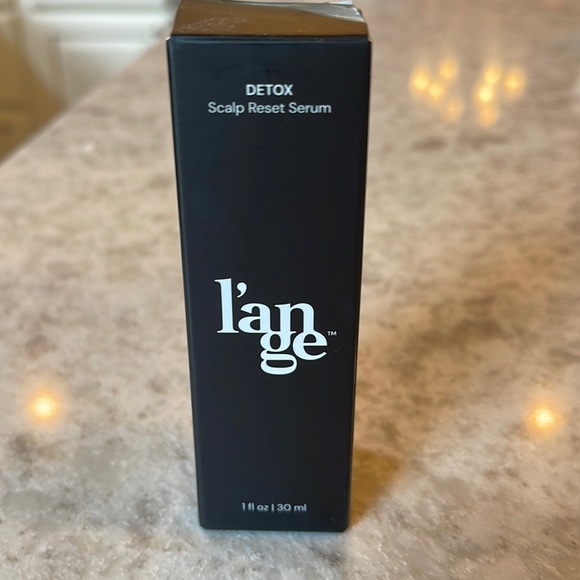 DETOX
Scalp Reset Serum
l'an
ge™
1 fl oz | 30 ml